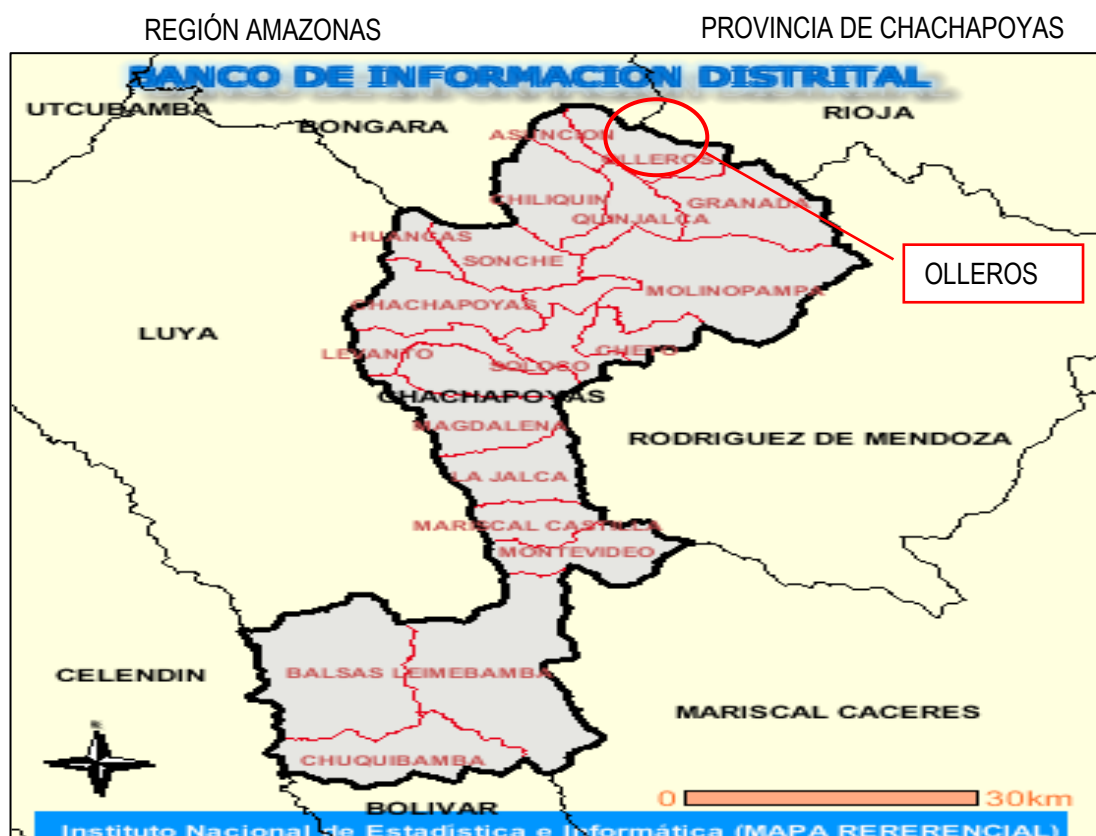 REGIÓN AMAZONAS
PROVINCIA DE CHACHAPOYAS
BANCO DE INFORMACION DISTRITAL
UTCUBAMBA
BONGARA
RIOJA
ASUNCION
OLLEROS
CHILIQUIN
GRANADA
QUINJALCA
HUANCAS
SONCHE
OLLEROS
MOLINOPAMPA
CHACHAPOYAS
LUYA
LEVANTO
CHETO
SOLOCO
CHACHAPOYAS
MAGDALENA
RODRIGUEZ DE MENDOZA
LA JALCA
MARISCAL CASTILLA
MONTEVIDEO
CELENDIN
BALSAS
LEIMEBAMBA
MARISCAL CACERES
CHUQUIBAMBA
BOLIVAR
0
30km
Instituto Nacional de Estadística e Informática (MAPA RERERENCIAL)